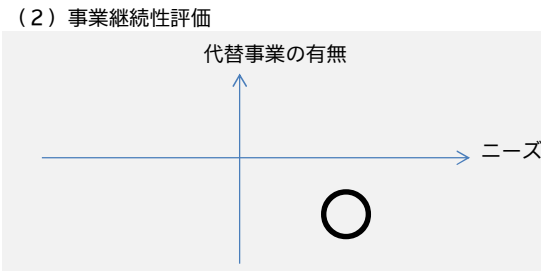 （２）事業継続性評価
代替事業の有無
ニーズ